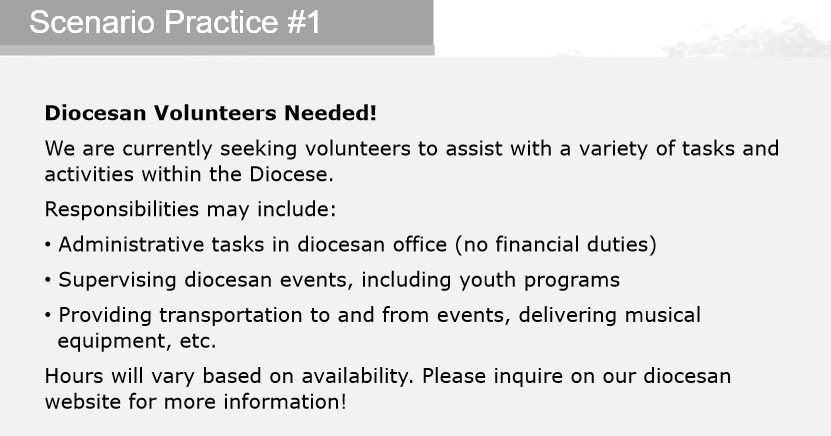 Scenario Practice #1
Diocesan Volunteers Needed!
We are currently seeking volunteers to assist with a variety of tasks and
activities within the Diocese.
Responsibilities may include:
• Administrative tasks in diocesan office (no financial duties)
• Supervising diocesan events, including youth programs
• Providing transportation to and from events, delivering musical
equipment, etc.
Hours will vary based on availability. Please inquire on our diocesan
website for more information!